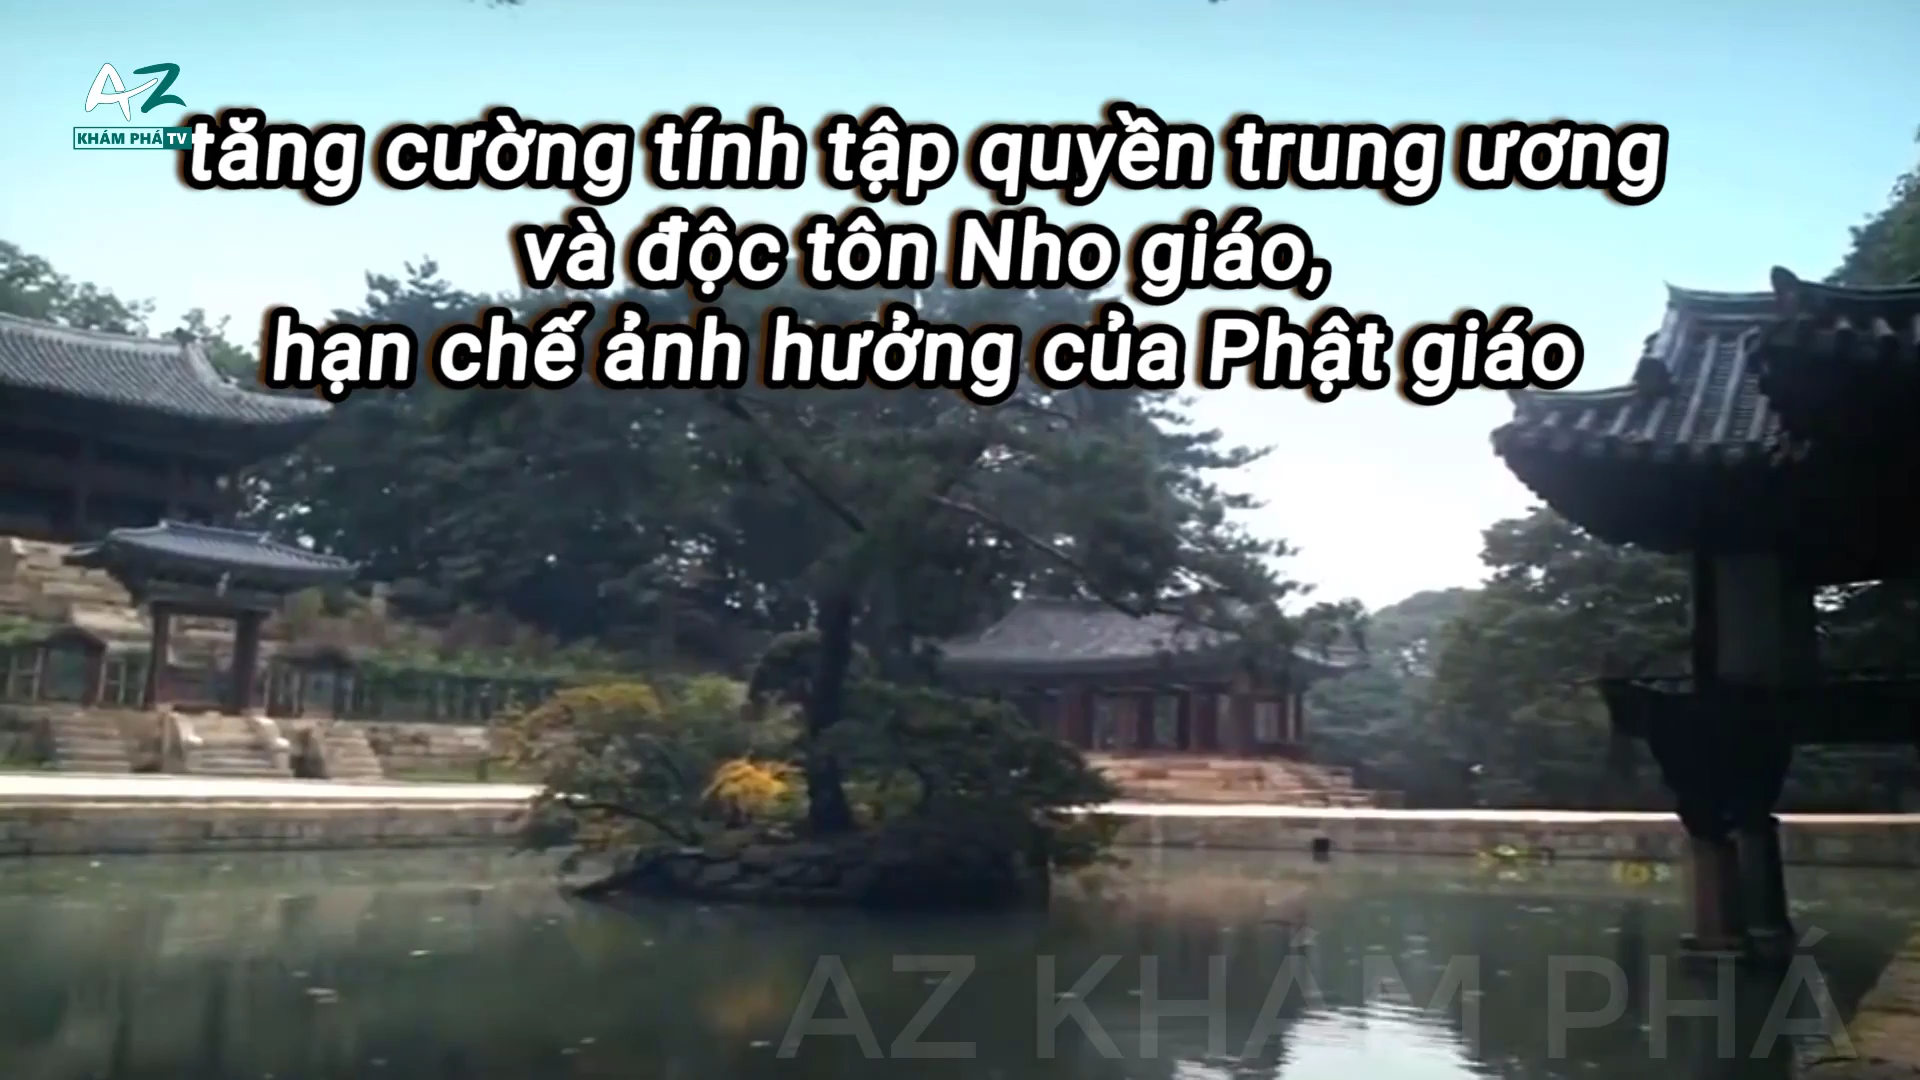 AZ
KHÁM PHÁ TV
tăng cường tính tập quyền trung ương
và độc tôn Nho giáo,
hạn chế ảnh hưởng của Phật giáo
AZ KHÁM PHÁ